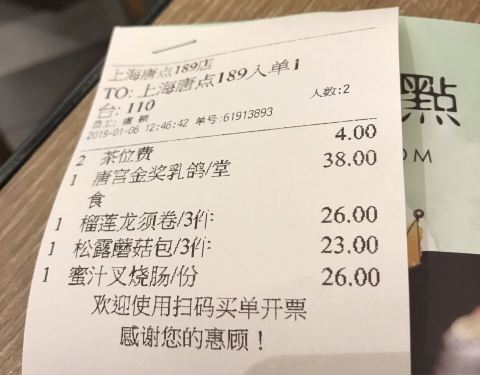 上海唐点189店
TO: 上海唐点189入单1
台: 110 人数:2
员工: 虞 颖
2019-01-06 12:46:42 单号:61913893
2 茶位费 4.00
1 唐宫金奖乳鸽/堂食 38.00
1 榴莲龙须卷/3件 26.00
1 松露蘑菇包/3件 23.00
1 蜜汁叉烧肠/份 26.00
欢迎使用扫码买单开票
感谢您的惠顾！
點
OM